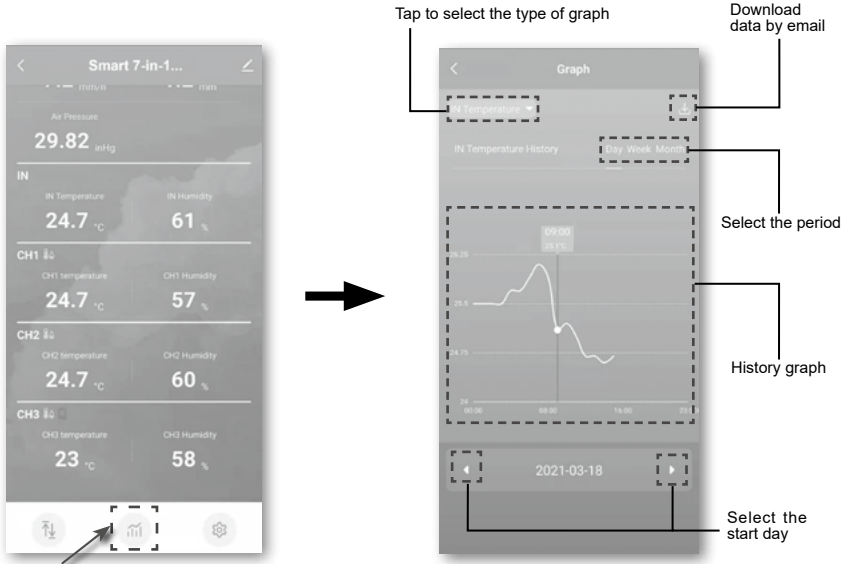 Tap to select the type of graph
Download
data by email
Smart 7-in-1...
mm/h
mm
Air Pressure
29.82 inHg
IN
IN Temperature
IN Humidity
24.7 °C
61 %
CH1
CH1 temperature
CH1 Humidity
24.7 °C
57 %
CH2
CH2 temperature
CH2 Humidity
24.7 °C
60 %
CH3
CH3 temperature
CH3 Humidity
23 °C
58 %
Graph
IN Temperature
IN Temperature History
Day Week Month
Select the period
09:00
26.25
25.5
24.75
24
00:00
08:00
16:00
History graph
2021-03-18
Select the
start day